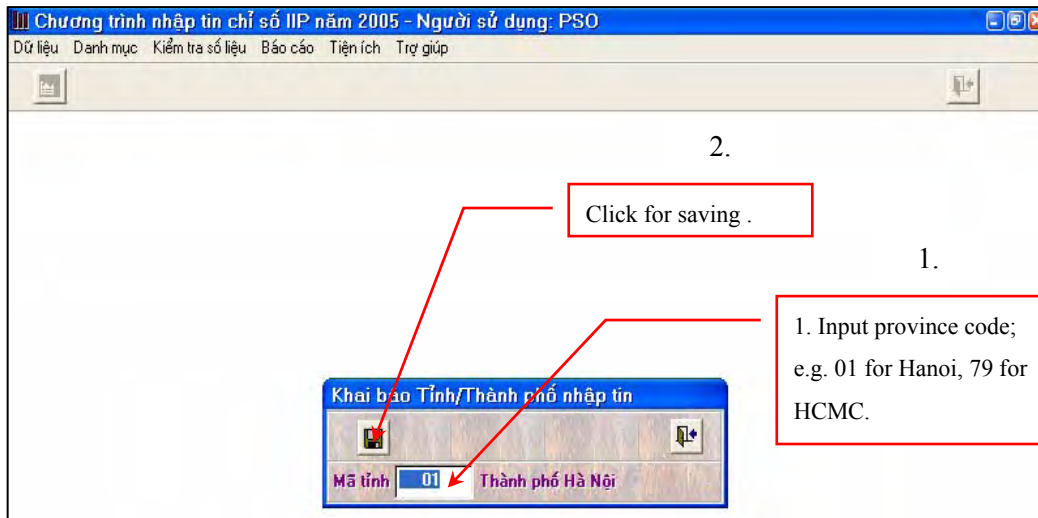 Chương trình nhập tin chỉ số IIP năm 2005 - Người sử dụng: PSO
Dữ liệu Danh mục Kiểm tra số liệu Báo cáo Tiện ích Trợ giúp
2.
Click for saving .
1.
1. Input province code;
e.g. 01 for Hanoi, 79 for
HCMC.
Khai báo Tỉnh/Thành phố nhập tin
Mã tỉnh 01 Thành phố Hà Nội